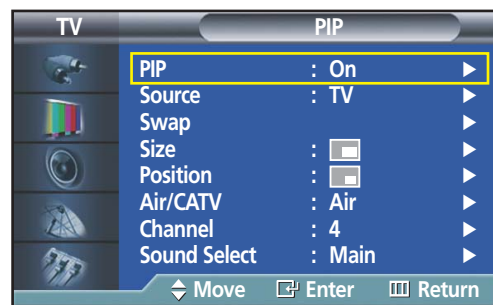 TV PIP
PIP : On
Source : TV
Swap
Size :
Position :
Air/CATV : Air
Channel : 4
Sound Select : Main
Move Enter Return